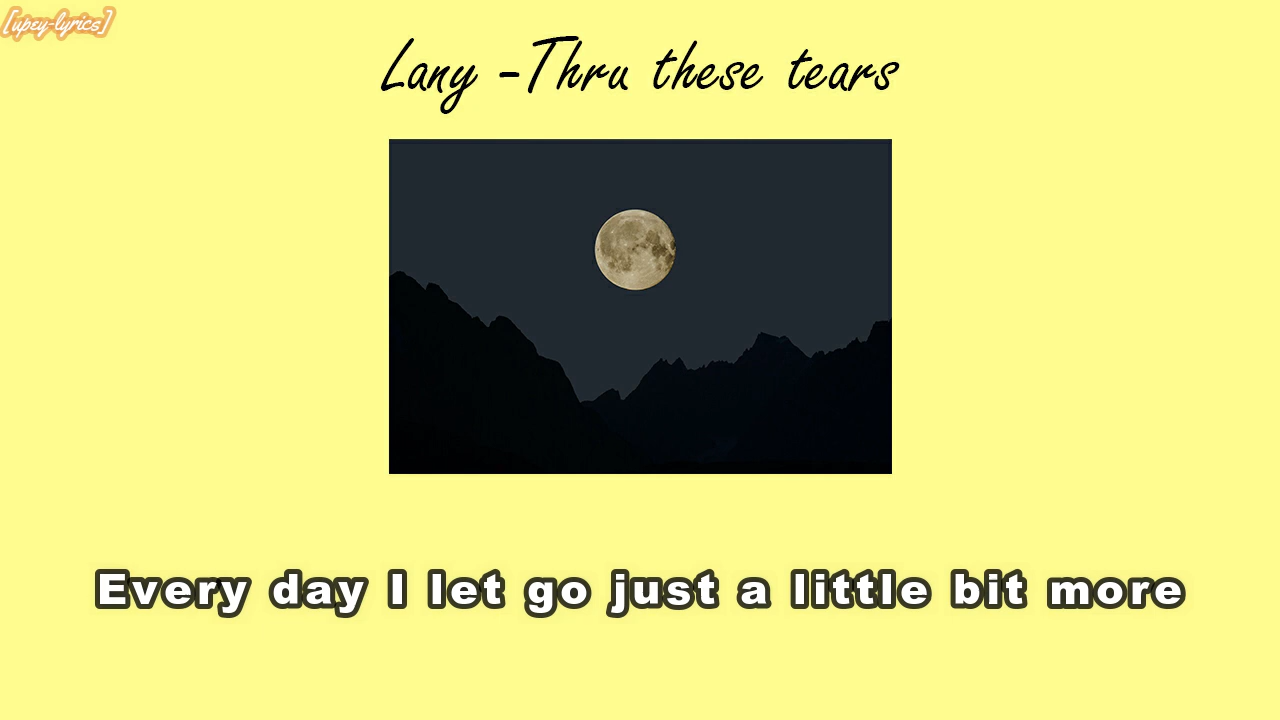 [upey-lyrics]
Lany -Thru these tears
Every day I let go just a little bit more